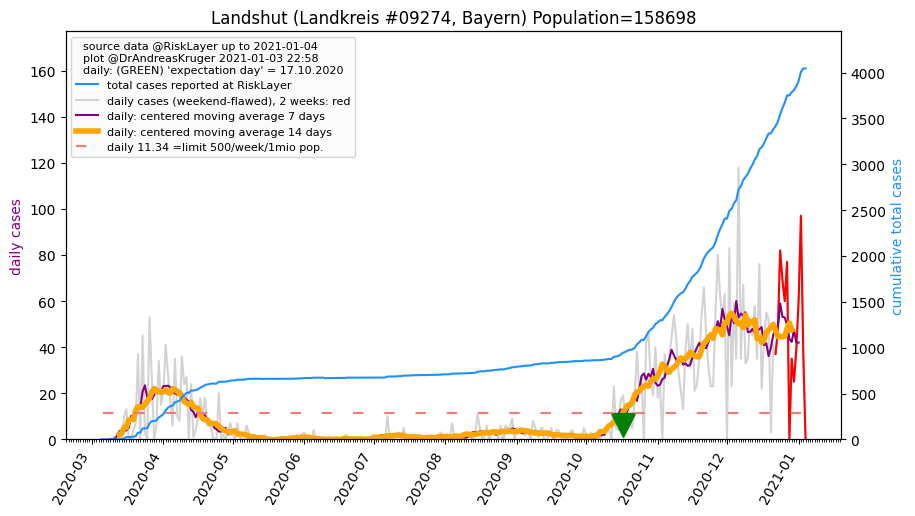 Landshut (Landkreis #09274, Bayern) Population=158698
source data @RiskLayer up to 2021-01-04
plot @DrAndreasKruger 2021-01-03 22:58
daily: (GREEN) 'expectation day' = 17.10.2020
total cases reported at RiskLayer
daily cases (weekend-flawed), 2 weeks: red
daily: centered moving average 7 days
daily: centered moving average 14 days
daily 11.34 =limit 500/week/1mio pop.
daily cases
160
140
120
100
80
60
40
20
0
cumulative total cases
4000
3500
3000
2500
2000
1500
1000
500
0
2020-03
2020-04
2020-05
2020-06
2020-07
2020-08
2020-09
2020-10
2020-11
2020-12
2021-01